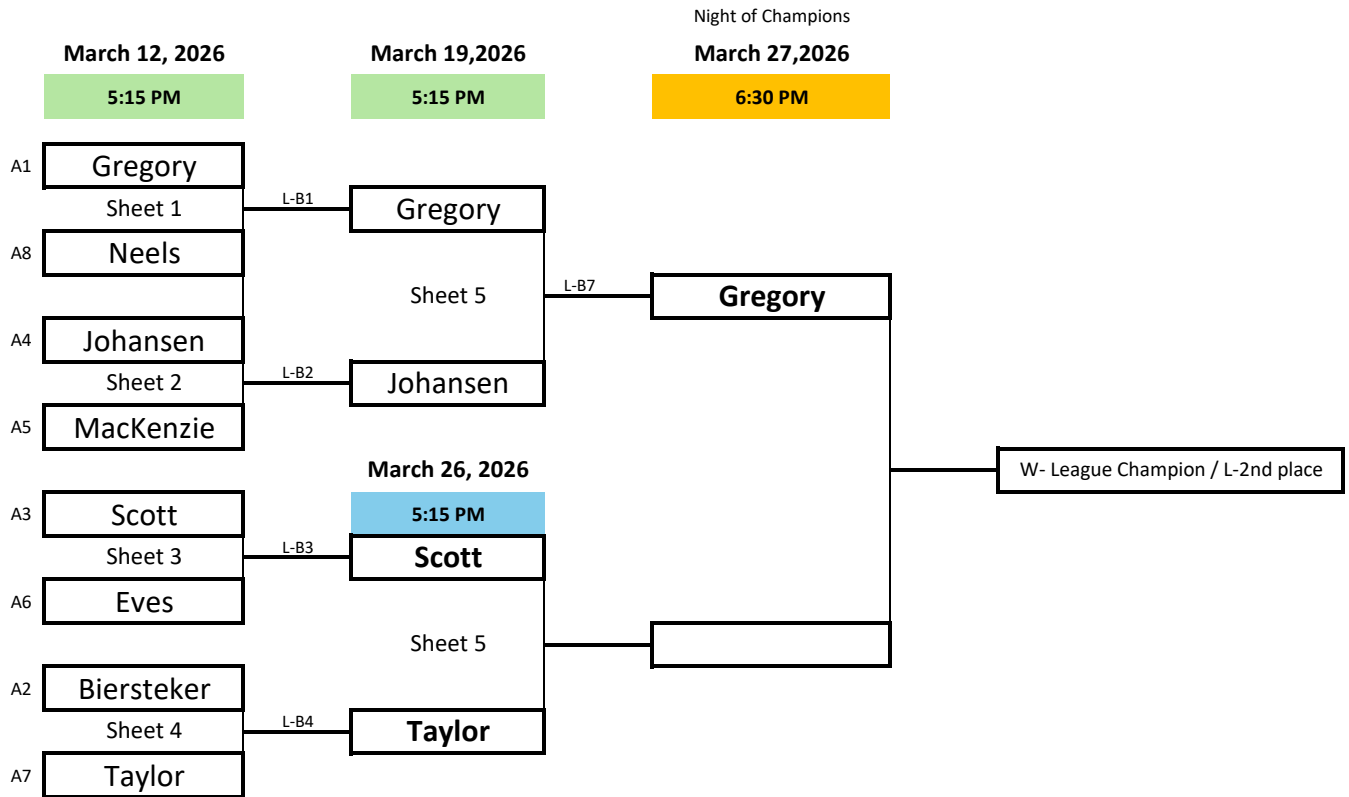 Night of Champions
March 12, 2026
March 19,2026
March 27,2026
5:15 PM
5:15 PM
6:30 PM
A1
Gregory
Sheet 1
L-B1
Gregory
A8
Neels
Sheet 5
L-B7
Gregory
A4
Johansen
Sheet 2
L-B2
Johansen
A5
MacKenzie
March 26, 2026
W- League Champion / L-2nd place
A3
Scott
5:15 PM
Sheet 3
L-B3
Scott
A6
Eves
Sheet 5
A2
Biersteker
Sheet 4
L-B4
Taylor
A7
Taylor